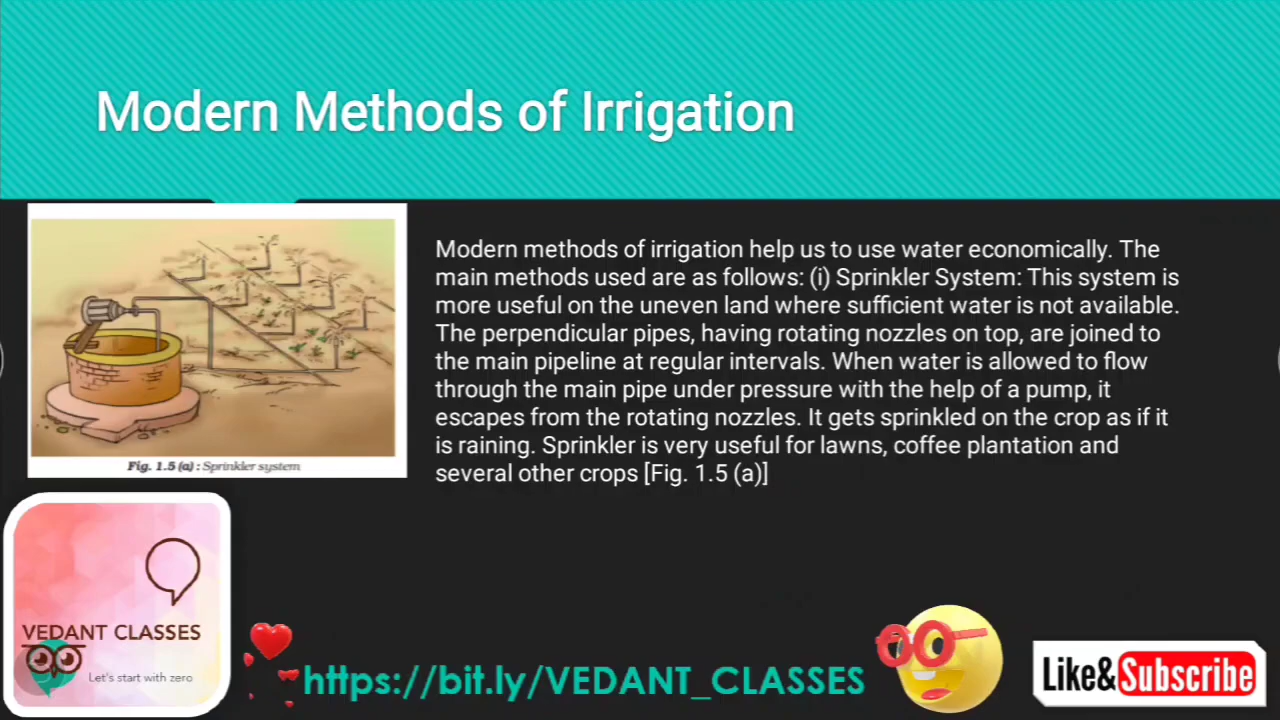 Modern Methods of Irrigation
Modern methods of irrigation help us to use water economically. The
main methods used are as follows: (i) Sprinkler System: This system is
more useful on the uneven land where sufficient water is not available.
The perpendicular pipes, having rotating nozzles on top, are joined to
the main pipeline at regular intervals. When water is allowed to flow
through the main pipe under pressure with the help of a pump, it
escapes from the rotating nozzles. It gets sprinkled on the crop as if it
is raining. Sprinkler is very useful for lawns, coffee plantation and
several other crops [Fig. 1.5 (a)]
Fig. 1.5 (a) : Sprinkler system
VEDANT CLASSES
Let's start with zero
https://bit.ly/VEDANT_CLASSES
Like&Subscribe